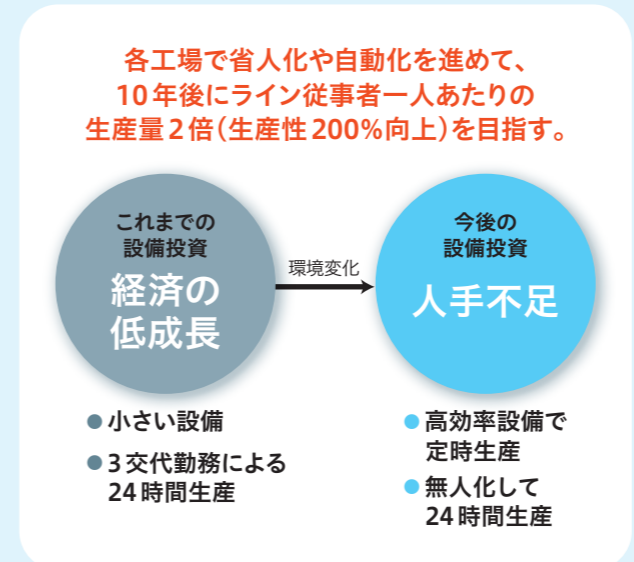 各工場で省人化や自動化を進めて、
10年後にライン従事者一人あたりの
生産量2倍（生産性200%向上）を目指す。
これまでの
設備投資
経済の
低成長
環境変化
今後の
設備投資
人手不足
●小さい設備
●3交代勤務による
24時間生産
●高効率設備で
定時生産
●無人化して
24時間生産